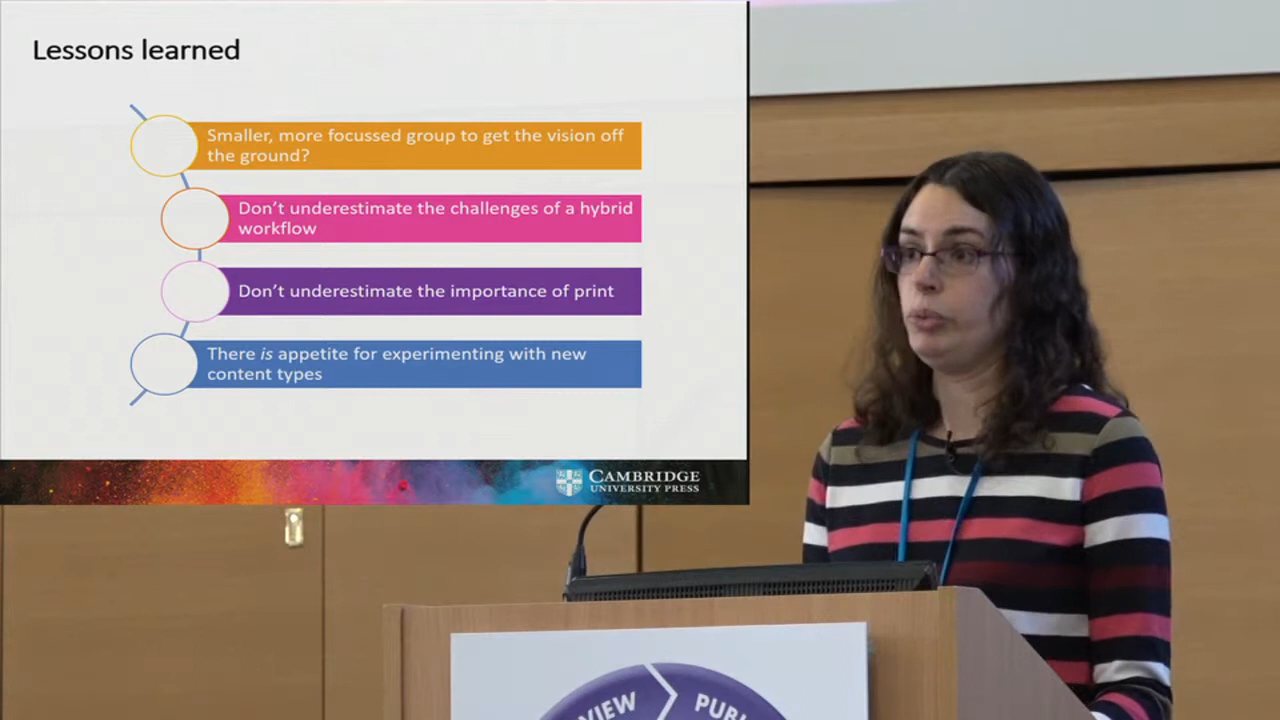 Lessons learned
Smaller, more focussed group to get the vision off
the ground?
Don't underestimate the challenges of a hybrid
workflow
Don't underestimate the importance of print
There is appetite for experimenting with new
content types
CAMBRIDGE
UNIVERSITY PRESS